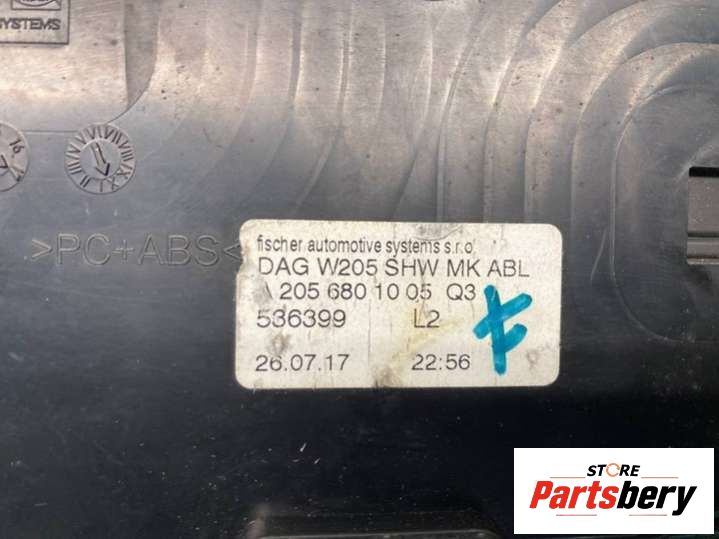 SYSTEMS
16
>PC+ABS<
fischer automotive systems s.r.o
DAG W205 SHW MK ABL
A 205 680 10 05 Q3
536399 L2
26.07.17 22:56
STORE
Partsbery